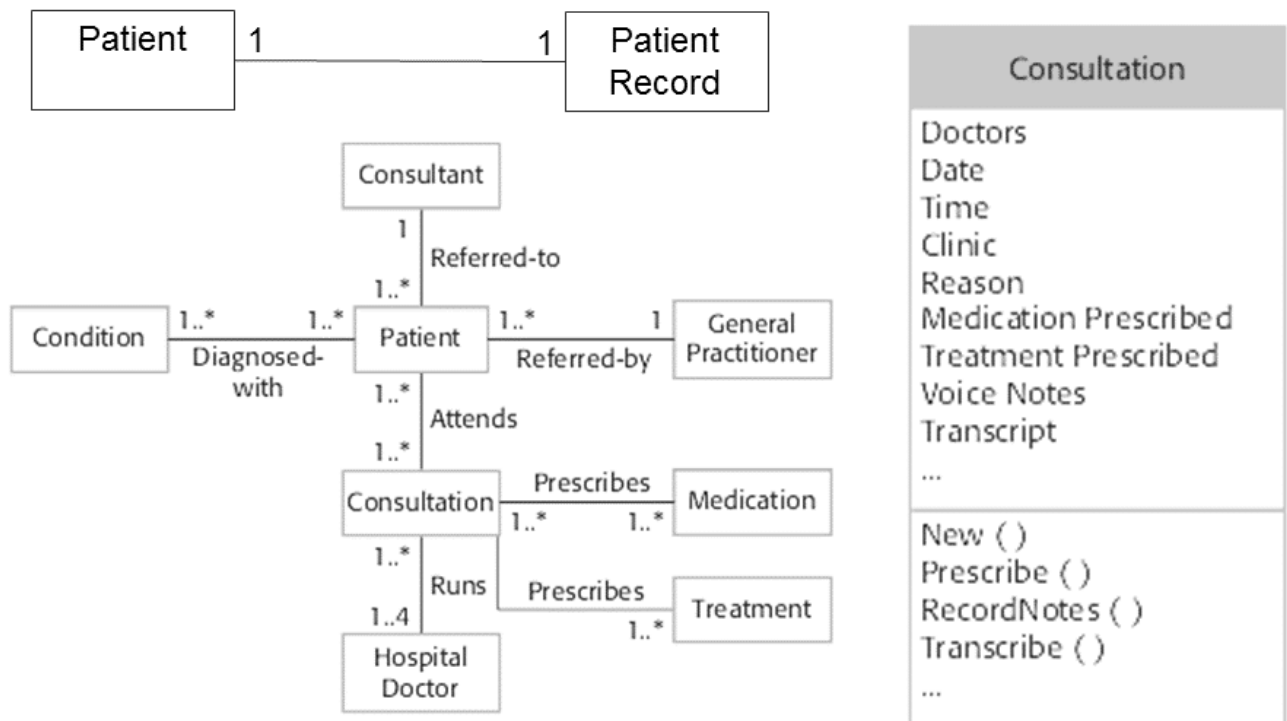 Patient
1
1
Patient
Record
Consultant
1
Referred-to
1..*
Condition
1..*
1..*
Diagnosed-
with
Patient
1..*
1
Referred-by
General
Practitioner
1..*
Attends
1..*
Consultation
Prescribes
1..*
1..*
Medication
1..*
Runs
1..4
Prescribes
1..*
Treatment
Hospital
Doctor
Consultation
Doctors
Date
Time
Clinic
Reason
Medication Prescribed
Treatment Prescribed
Voice Notes
Transcript
...
New ( )
Prescribe ( )
RecordNotes ( )
Transcribe ( )
...